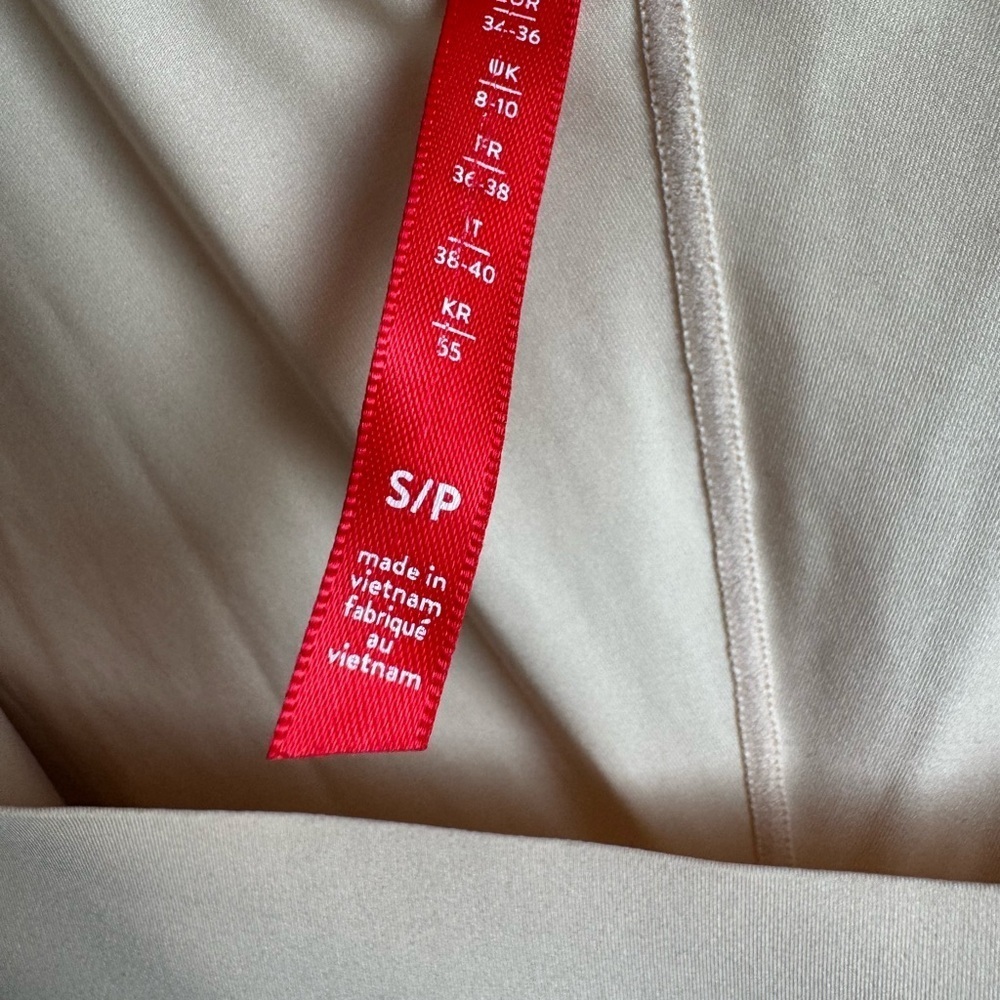 EUR
34-36
UK
8-10
FR
36-38
IT
38-40
KR
55
S/P
made in
vietnam
fabriqué
au
vietnam